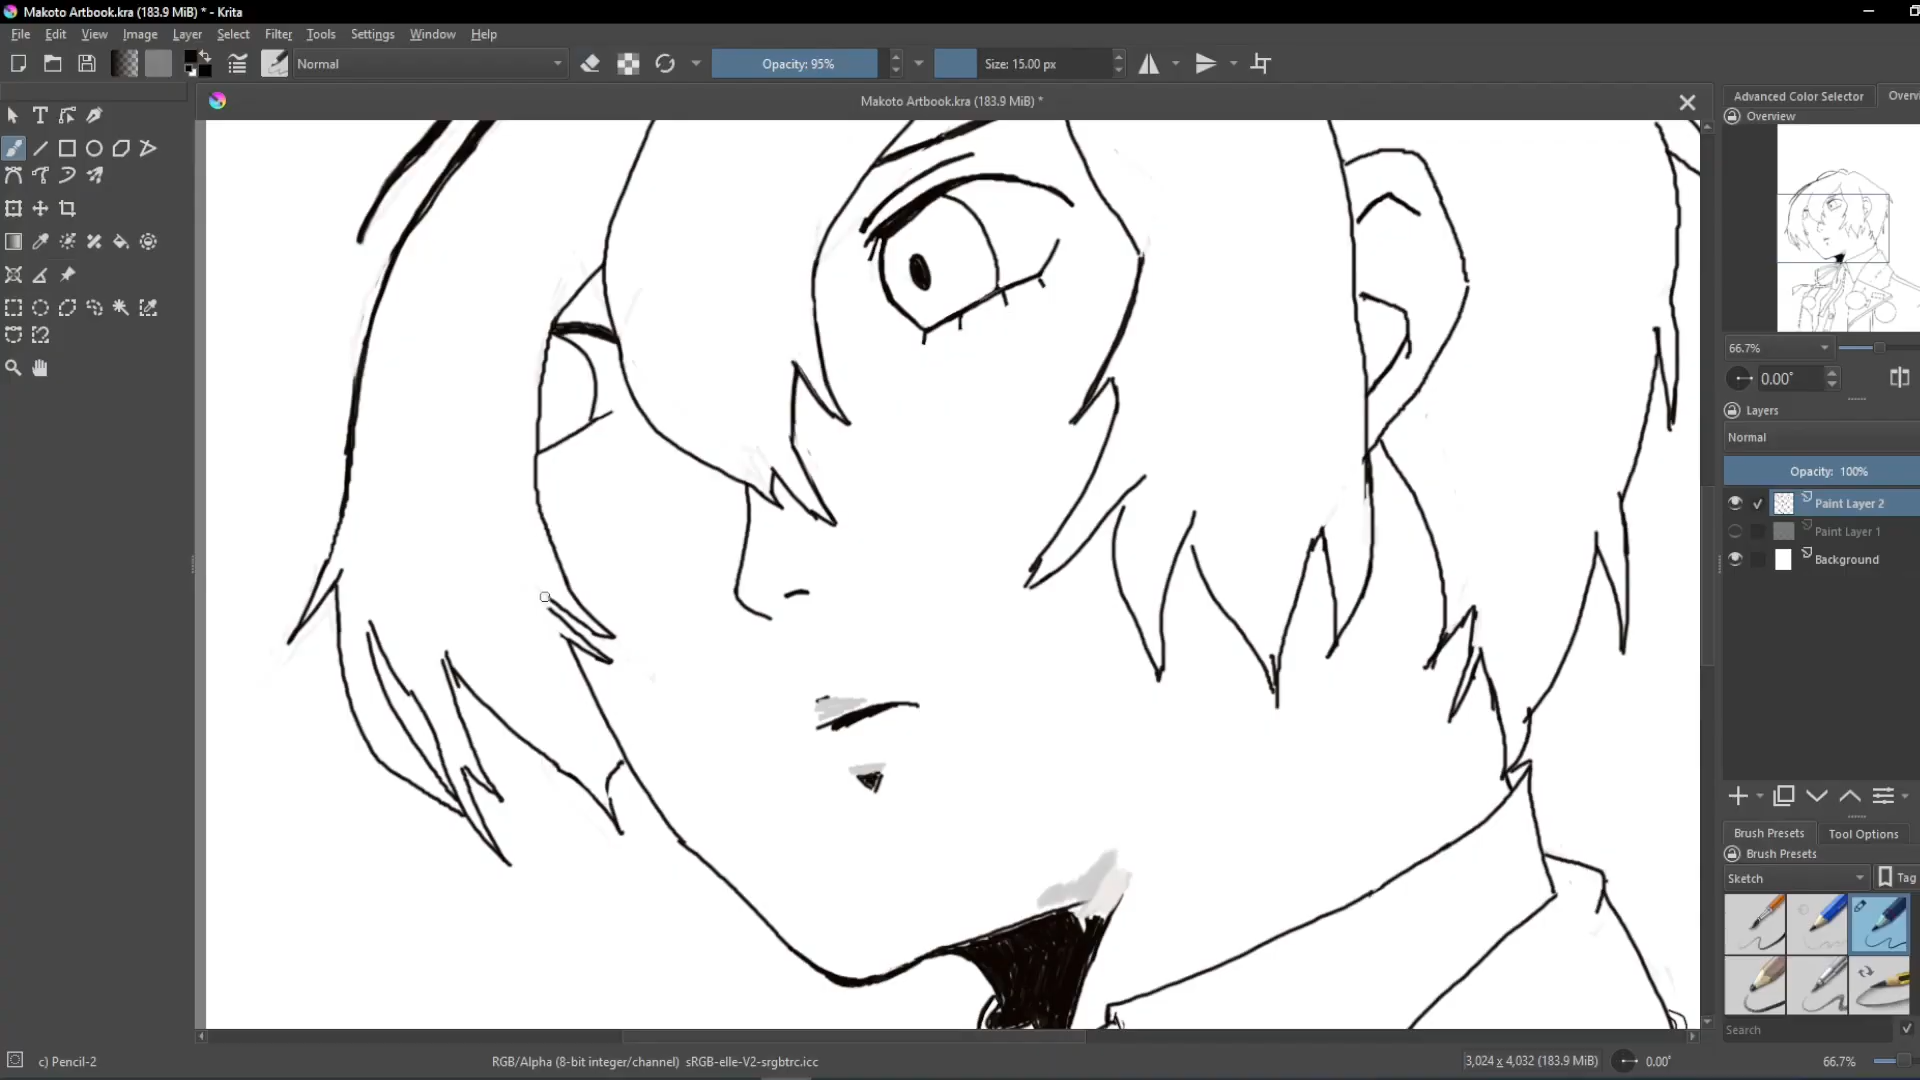 Makoto Artbook.kra (183.9 MiB) * - Krita
File Edit View Image Layer Select Filter Tools Settings Window Help
Normal
Opacity: 95%
Size: 15.00 px
Makoto Artbook.kra (183.9 MiB) *
Advanced Color Selector
Overvi
Overview
66.7%
0.00°
Layers
Normal
Opacity: 100%
Paint Layer 2
Paint Layer 1
Background
Brush Presets
Tool Options
Brush Presets
Sketch
Tag
Search
c) Pencil-2
RGB/Alpha (8-bit integer/channel) sRGB-elle-V2-srgbtrc.icc
3,024 x 4,032 (183.9 MiB)
0.00°
66.7%